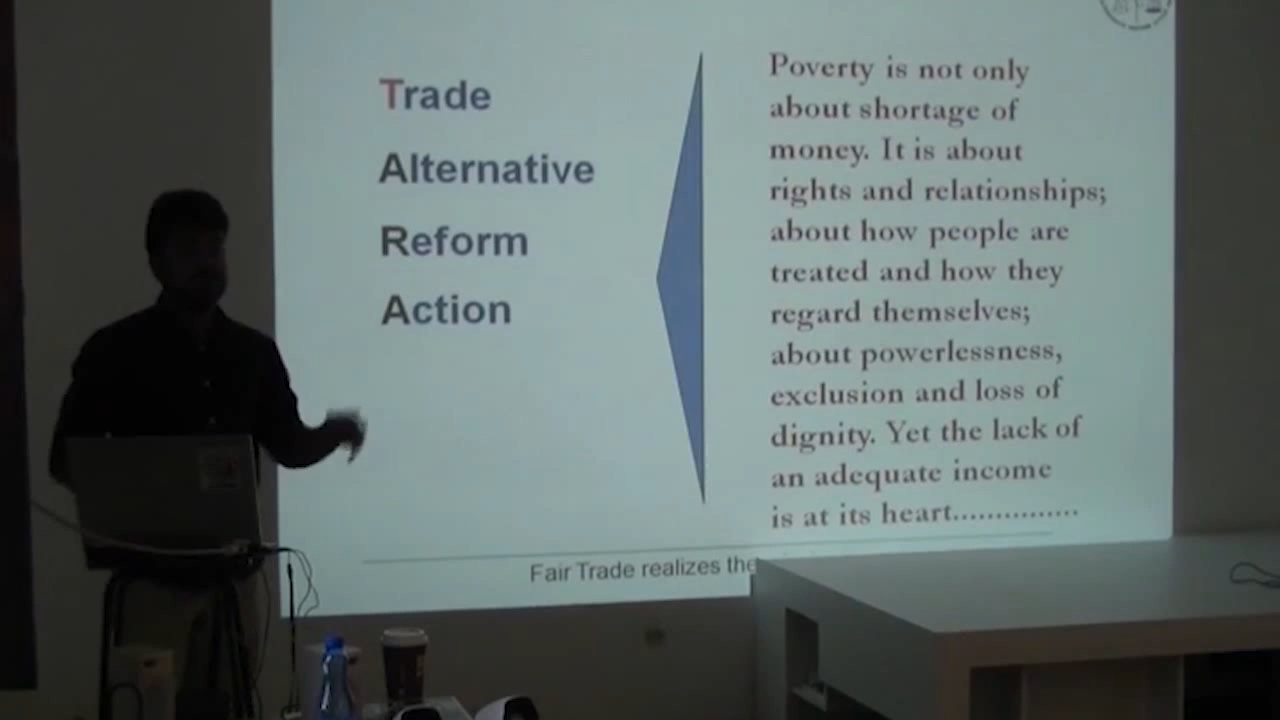 Trade
Alternative
Reform
Action
Poverty is not only
about shortage of
money. It is about
rights and relationships;
about how people are
treated and how they
regard themselves;
about powerlessness,
exclusion and loss of
dignity. Yet the lack of
an adequate income
is at its heart...............
Fair Trade realizes the